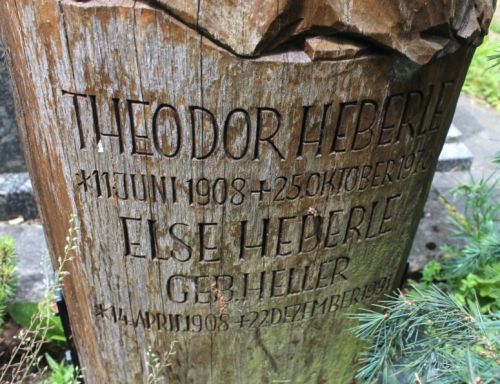 THEODOR HEBERLE
*11.JUNI 1908 + 25.OKTOBER
ELSE HEBERLE
GEB.HELLER
*14.APRIL 1908 + 22.DEZEMBER